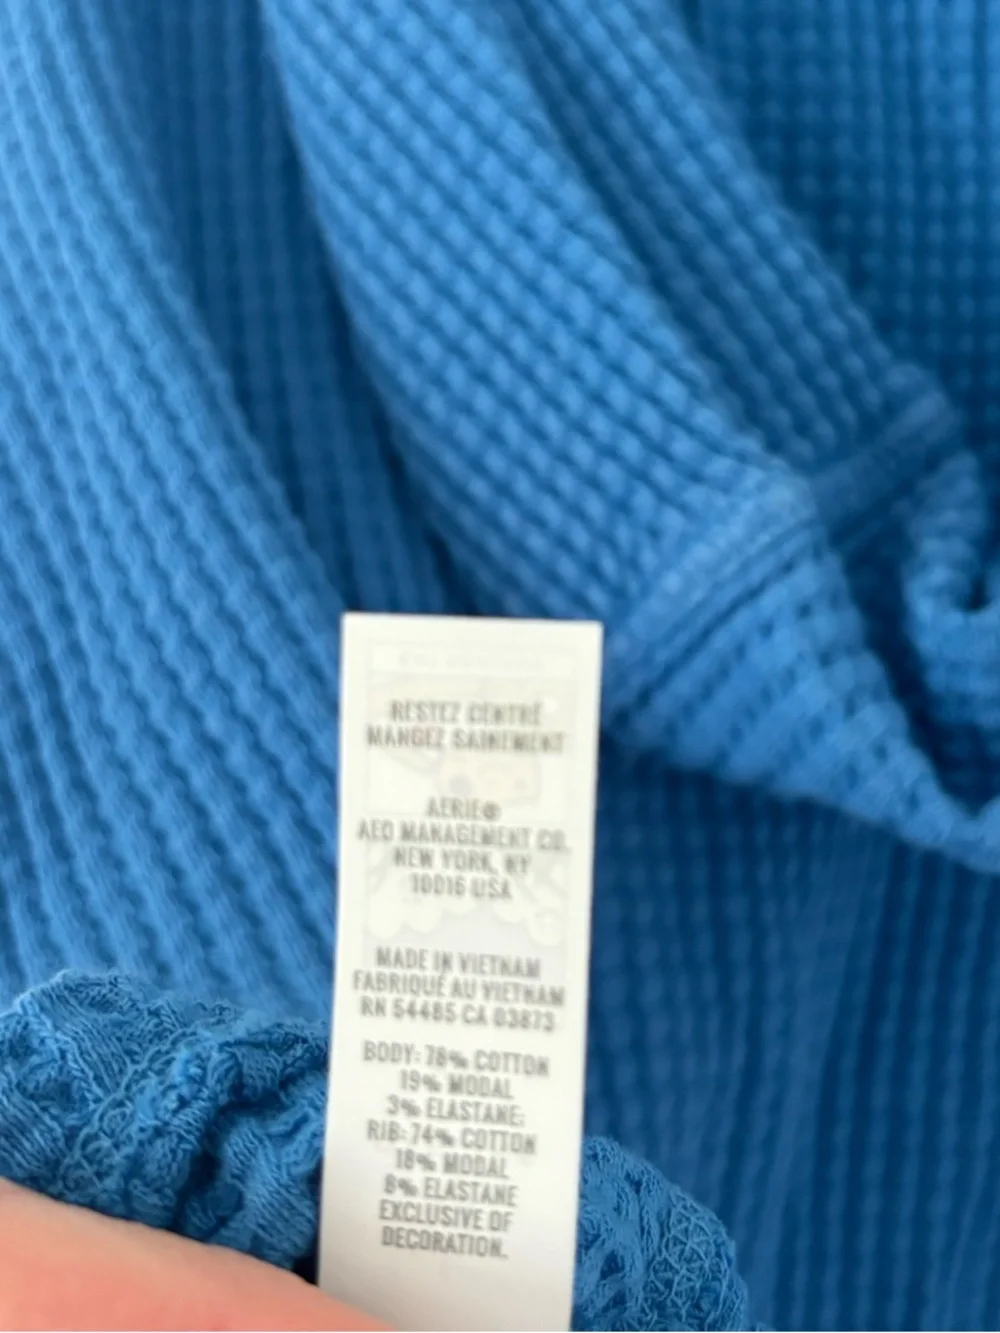 RESTEZ CENTRÉ
MANGEZ SAINEMENT
AERIE®
AEO MANAGEMENT CO.
NEW YORK, NY
10016 USA
MADE IN VIETNAM
FABRIQUÉ AU VIETNAM
RN 54485 CA 03873
BODY: 78% COTTON
19% MODAL
3% ELASTANE;
RIB: 74% COTTON
18% MODAL
8% ELASTANE
EXCLUSIVE OF
DECORATION.